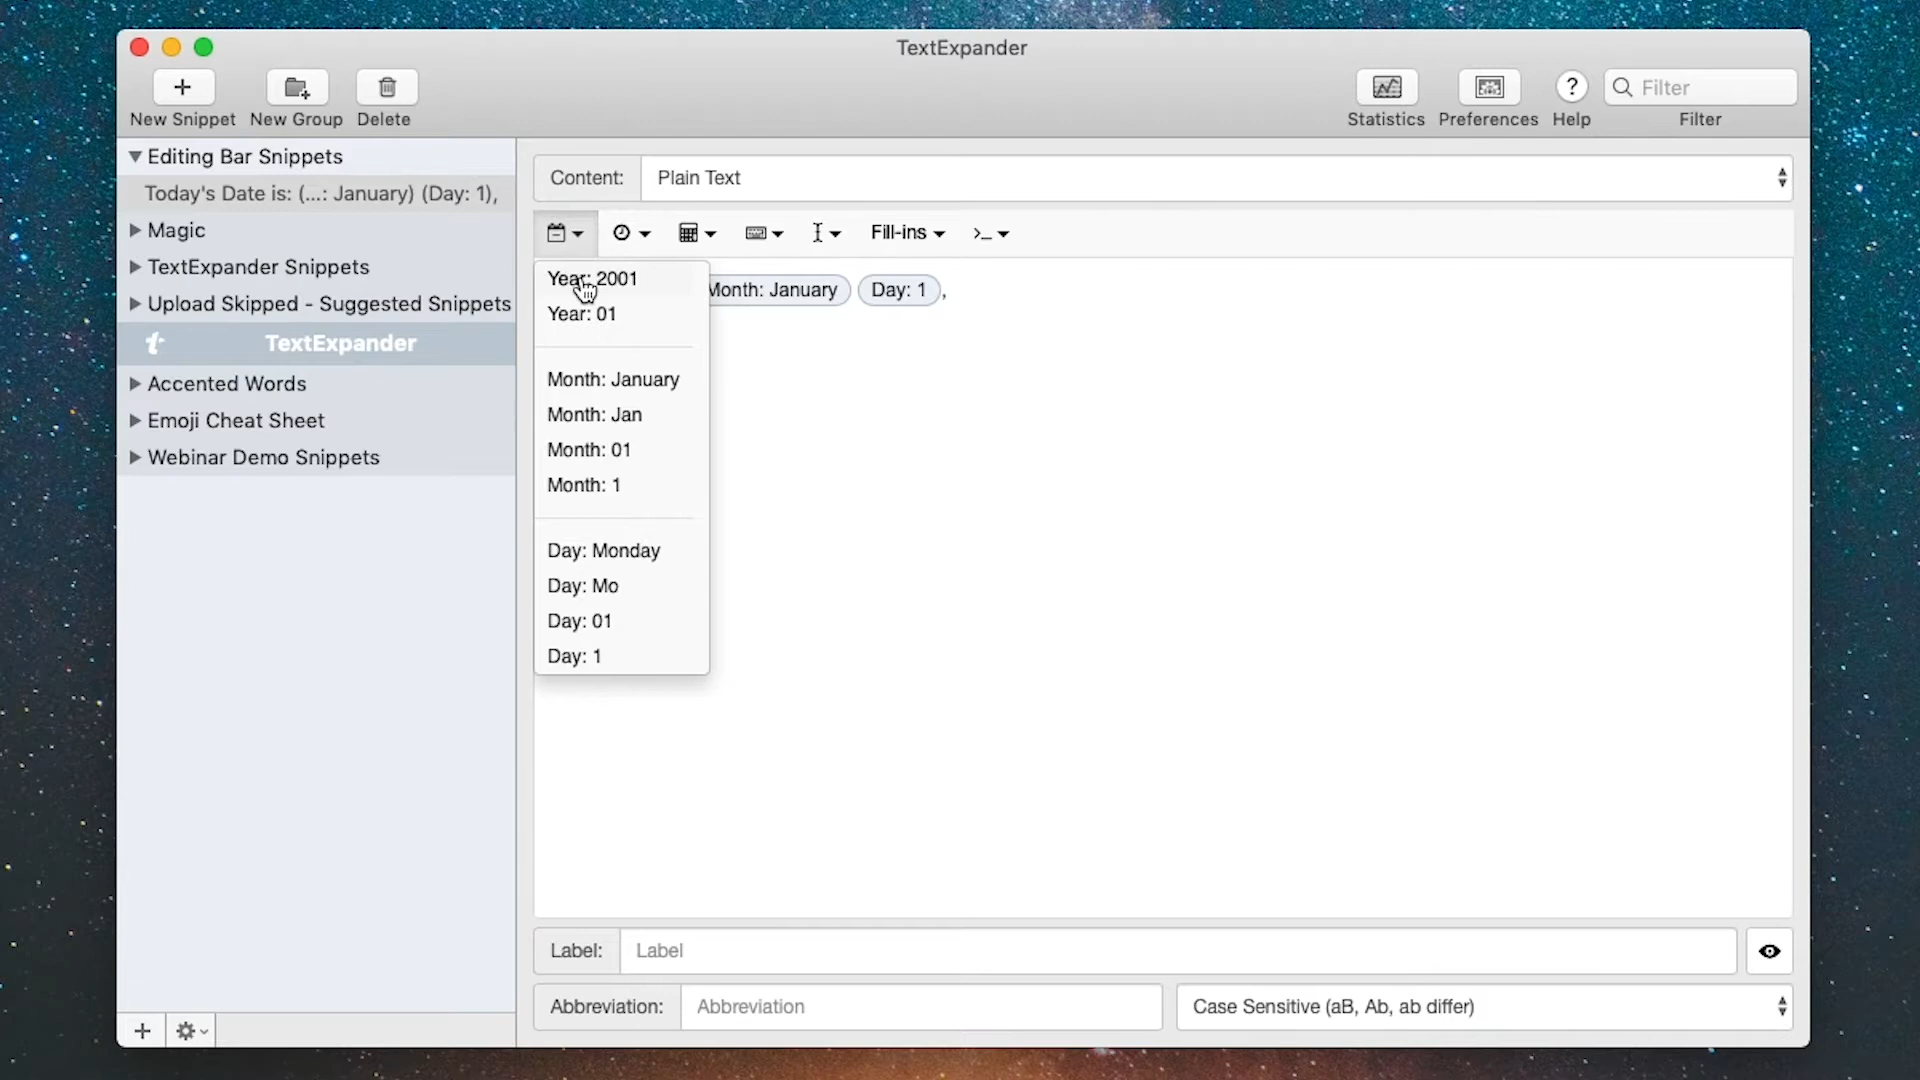 TextExpander
New Snippet
New Group
Delete
Statistics
Preferences
? Help
Filter
Filter
Editing Bar Snippets
Today's Date is: (...: January) (Day: 1),
Magic
TextExpander Snippets
Upload Skipped - Suggested Snippets
TextExpander
Accented Words
Emoji Cheat Sheet
Webinar Demo Snippets
Content: Plain Text
Fill-ins
Month: January Day: 1 ,
Year: 2001
Year: 01
Month: January
Month: Jan
Month: 01
Month: 1
Day: Monday
Day: Mo
Day: 01
Day: 1
Label: Label
Abbreviation: Abbreviation
Case Sensitive (aB, Ab, ab differ)